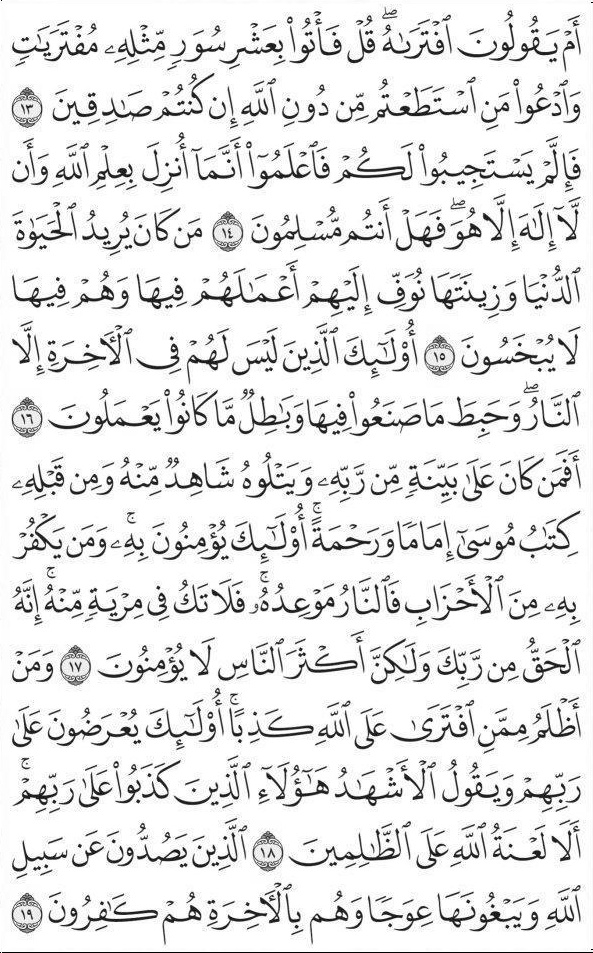 أَمۡ يَقُولُونَ ٱفۡتَرَىٰهُۖ قُلۡ فَأۡتُواْ بِعَشۡرِ سُوَرٖ مِّثۡلِهِۦ مُفۡتَرَيَٰتٖ
وَٱدۡعُواْ مَنِ ٱسۡتَطَعۡتُم مِّن دُونِ ٱللَّهِ إِن كُنتُمۡ صَٰدِقِينَ ١٣
فَإِلَّمۡ يَسۡتَجِيبُواْ لَكُمۡ فَٱعۡلَمُوٓاْ أَنَّمَآ أُنزِلَ بِعِلۡمِ ٱللَّهِ وَأَن
لَّآ إِلَٰهَ إِلَّا هُوَۖ فَهَلۡ أَنتُم مُّسۡلِمُونَ ١٤ مَن كَانَ يُرِيدُ ٱلۡحَيَوٰةَ
ٱلدُّنۡيَا وَزِينَتَهَا نُوَفِّ إِلَيۡهِمۡ أَعۡمَٰلَهُمۡ فِيهَا وَهُمۡ فِيهَا
لَا يُبۡخَسُونَ ١٥ أُوْلَٰٓئِكَ ٱلَّذِينَ لَيۡسَ لَهُمۡ فِي ٱلۡأٓخِرَةِ إِلَّا
ٱلنَّارُۖ وَحَبِطَ مَا صَنَعُواْ فِيهَا وَبَٰطِلٞ مَّا كَانُواْ يَعۡمَلُونَ ١٦
أَفَمَن كَانَ عَلَىٰ بَيِّنَةٖ مِّن رَّبِّهِۦ وَيَتۡلُوهُ شَاهِدٞ مِّنۡهُ وَمِن قَبۡلِهِۦ
كِتَٰبُ مُوسَىٰٓ إِمَامٗا وَرَحۡمَةًۚ أُوْلَٰٓئِكَ يُؤۡمِنُونَ بِهِۦۚ وَمَن يَكۡفُرۡ
بِهِۦ مِنَ ٱلۡأَحۡزَابِ فَٱلنَّارُ مَوۡعِدُهُۥۚ فَلَا تَكُ فِي مِرۡيَةٖ مِّنۡهُۚ إِنَّهُ
ٱلۡحَقُّ مِن رَّبِّكَ وَلَٰكِنَّ أَكۡثَرَ ٱلنَّاسِ لَا يُؤۡمِنُونَ ١٧ وَمَنۡ
أَظۡلَمُ مِمَّنِ ٱفۡتَرَىٰ عَلَى ٱللَّهِ كَذِبًاۚ أُوْلَٰٓئِكَ يُعۡرَضُونَ عَلَىٰ
رَبِّهِمۡ وَيَقُولُ ٱلۡأَشۡهَٰدُ هَٰٓؤُلَآءِ ٱلَّذِينَ كَذَبُواْ عَلَىٰ رَبِّهِمۡۚ
أَلَا لَعۡنَةُ ٱللَّهِ عَلَى ٱلظَّٰلِمِينَ ١٨ ٱلَّذِينَ يَصُدُّونَ عَن سَبِيلِ
ٱللَّهِ وَيَبۡغُونَهَا عِوَجٗا وَهُم بِٱلۡأٓخِرَةِ هُمۡ كَٰفِرُونَ ١٩